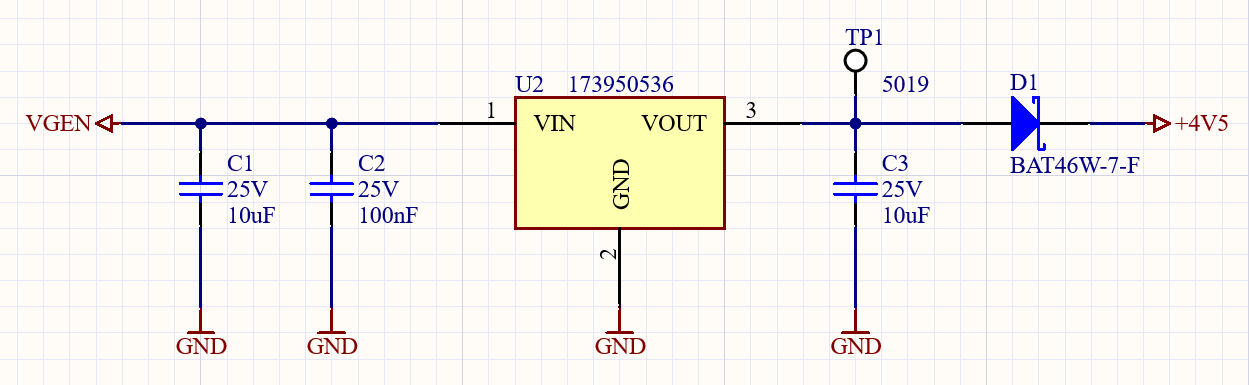 TP1
U2 173950536
5019
D1
1
3
VGEN
VIN
VOUT
+4V5
GND
C1
25V
10uF
C2
25V
100nF
C3
25V
10uF
BAT46W-7-F
2
GND
GND
GND
GND